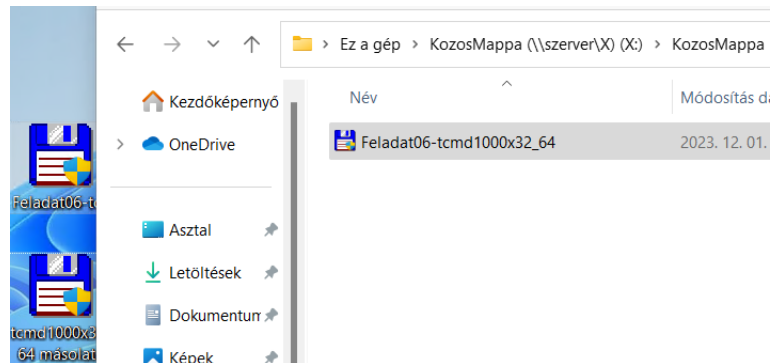 Ez a gép > KozosMappa (\\szerver\X) (X:) > KozosMappa
Kezdőképernyő
Név
Módosítás
OneDrive
Feladat06-tcmd1000x32_64
2023. 12. 01.
Feladat06-t
Asztal
Letöltések
Dokumentum
tcmd1000x3
64 másolat
Képek